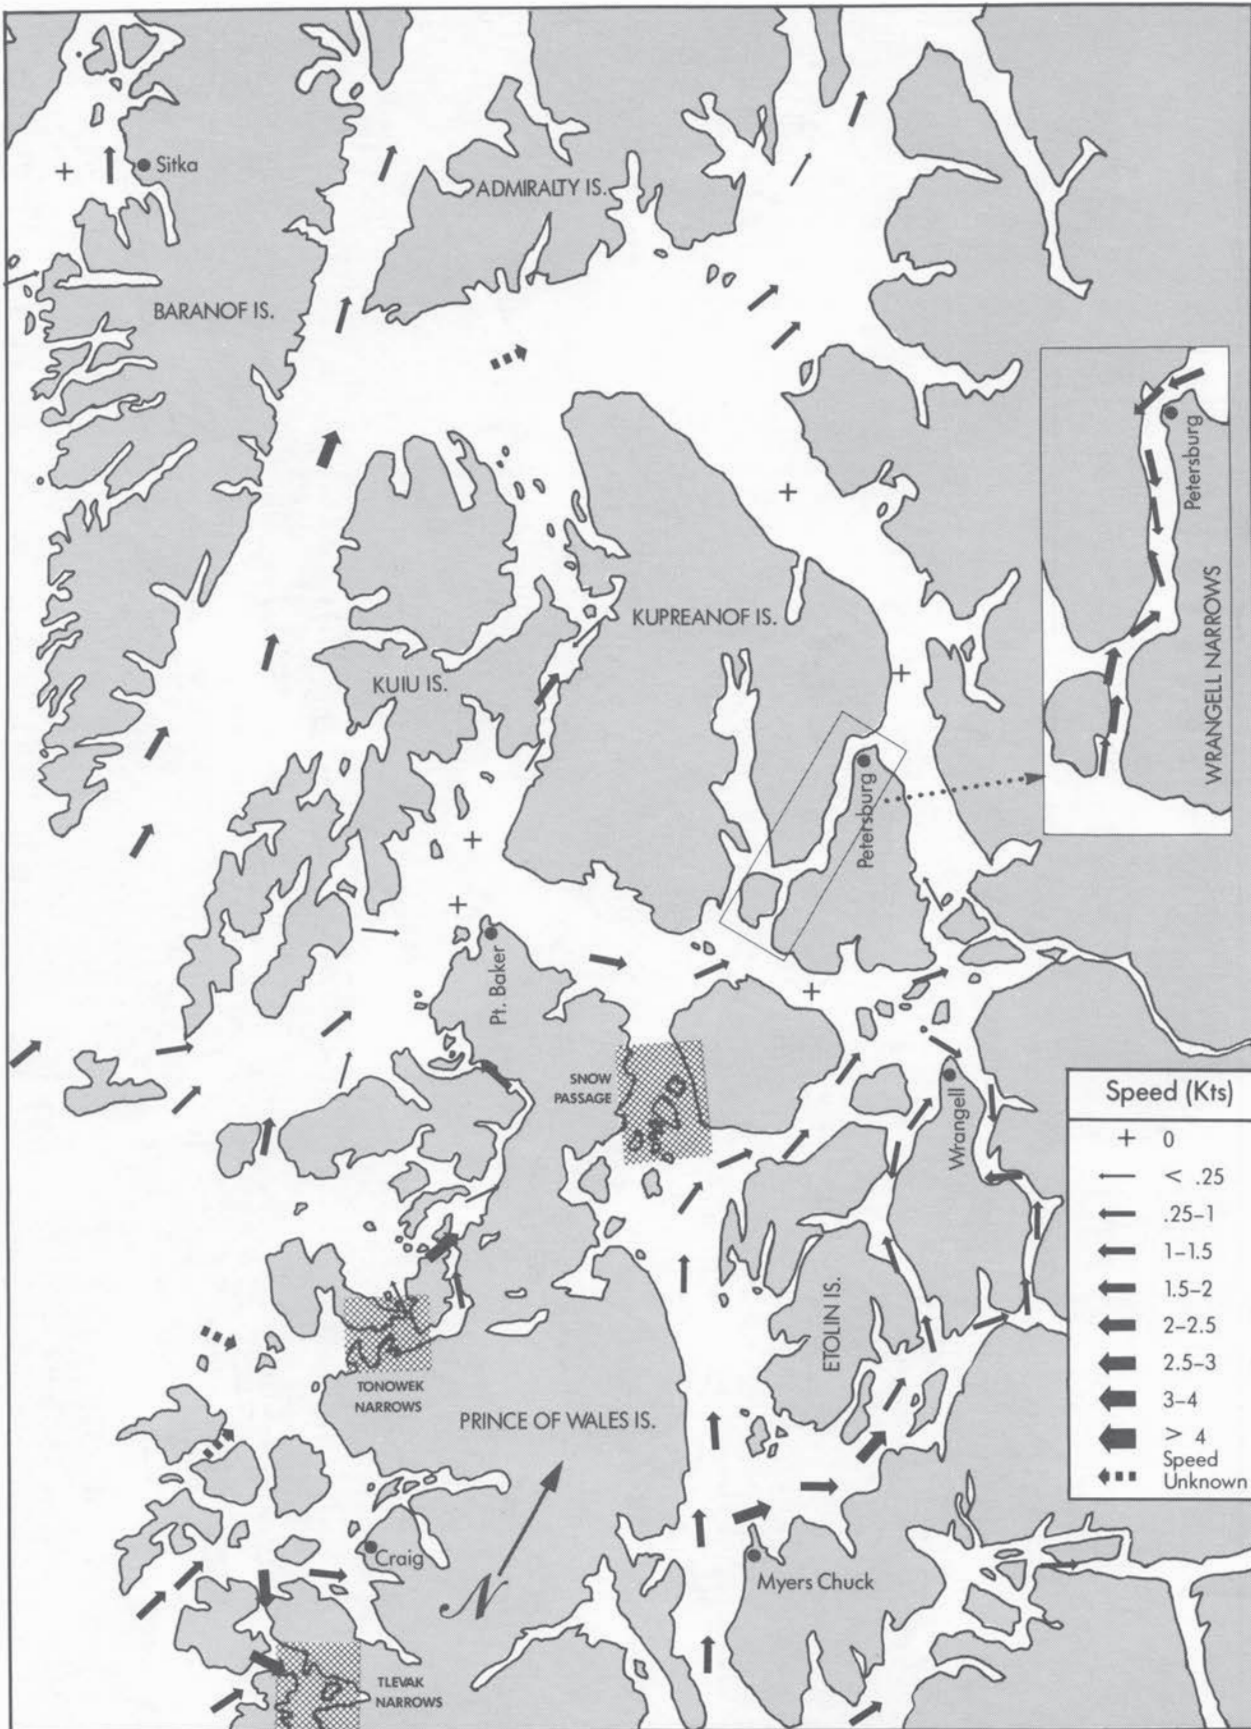 Sitka
ADMIRALTY IS.
BARANOF IS.
Petersburg
WRANGELL NARROWS
KUPREANOF IS.
KUIU IS.
Petersburg
Pt. Baker
SNOW
PASSAGE
Wrangell
Speed (Kts)
+ 0
< .25
.25–1
1–1.5
1.5–2
2–2.5
2.5–3
3–4
> 4
Speed
Unknown
ETOLIN IS.
TONOWEK
NARROWS
PRINCE OF WALES IS.
N
Craig
Myers Chuck
TLEVAK
NARROWS